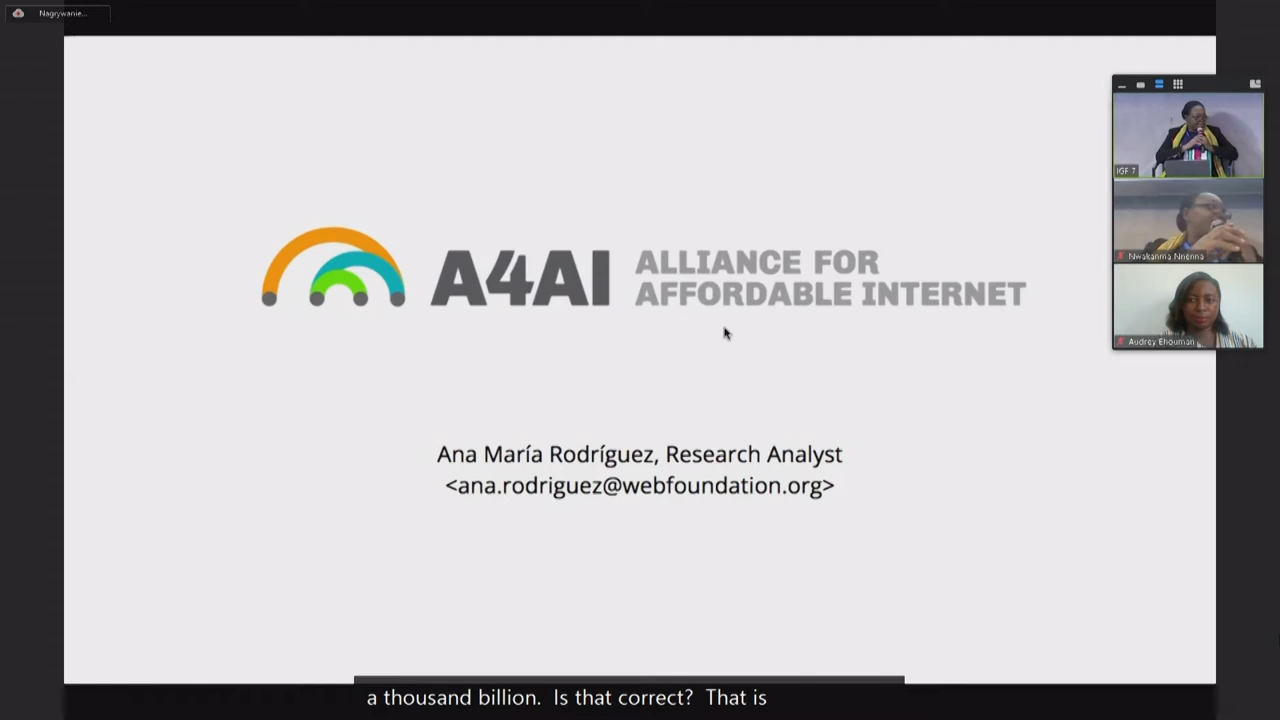 Nagrywanie...
IGF 7
Nwakanma Nnenna
Audrey Ehouman
A4AI ALLIANCE FOR
AFFORDABLE INTERNET
Ana María Rodríguez, Research Analyst
<ana.rodriguez@webfoundation.org>
a thousand billion.  Is that correct?  That is